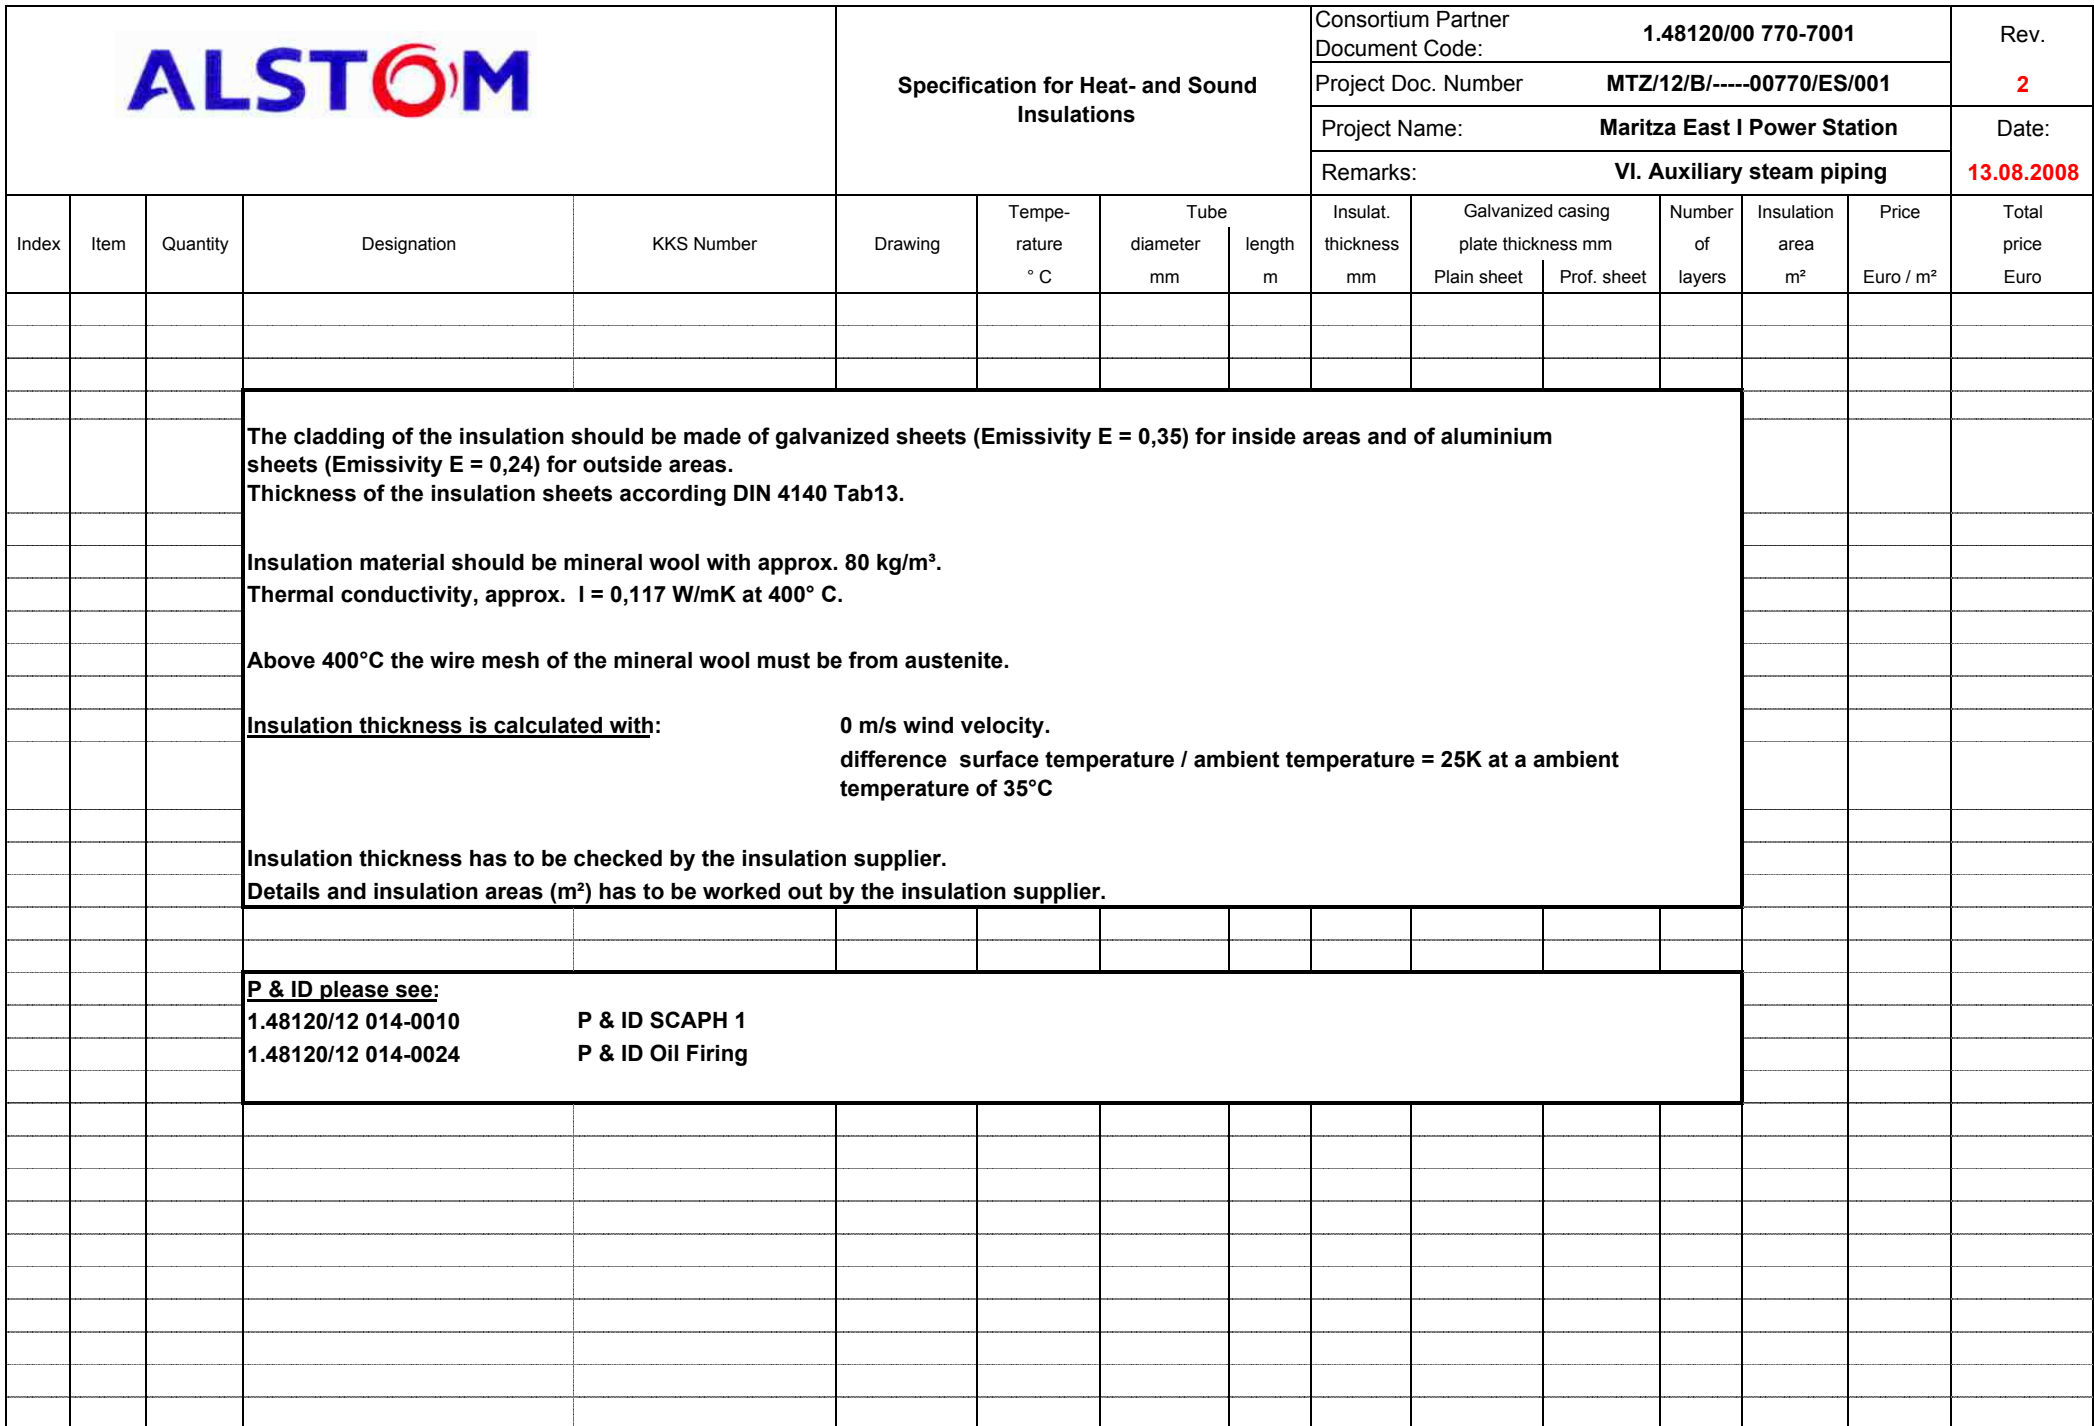 ALSTOM
Specification for Heat- and Sound
Insulations
Consortium Partner
Document Code:
1.48120/00 770-7001
Rev.
Project Doc. Number
MTZ/12/B/-----00770/ES/001
2
Project Name:
Maritza East I Power Station
Date:
Remarks:
VI. Auxiliary steam piping
13.08.2008
Tempe- Tube Insulat. Galvanized casing Number Insulation Price Total
Index Item Quantity Designation KKS Number Drawing rature diameter length thickness plate thickness mm of area price
° C mm m mm Plain sheet Prof. sheet layers m² Euro / m² Euro
The cladding of the insulation should be made of galvanized sheets (Emissivity E = 0,35) for inside areas and of aluminium
sheets (Emissivity E = 0,24) for outside areas.
Thickness of the insulation sheets according DIN 4140 Tab13.
Insulation material should be mineral wool with approx. 80 kg/m³.
Thermal conductivity, approx. l = 0,117 W/mK at 400° C.
Above 400°C the wire mesh of the mineral wool must be from austenite.
Insulation thickness is calculated with: 0 m/s wind velocity.
difference surface temperature / ambient temperature = 25K at a ambient
temperature of 35°C
Insulation thickness has to be checked by the insulation supplier.
Details and insulation areas (m²) has to be worked out by the insulation supplier.
P & ID please see:
1.48120/12 014-0010 P & ID SCAPH 1
1.48120/12 014-0024 P & ID Oil Firing